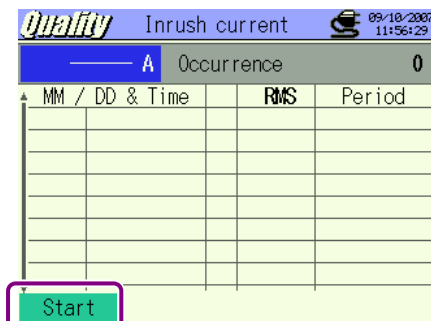 Quality Inrush current 09/10/2007
11:56:29
A Occurrence 0
MM / DD & Time RMS Period
Start